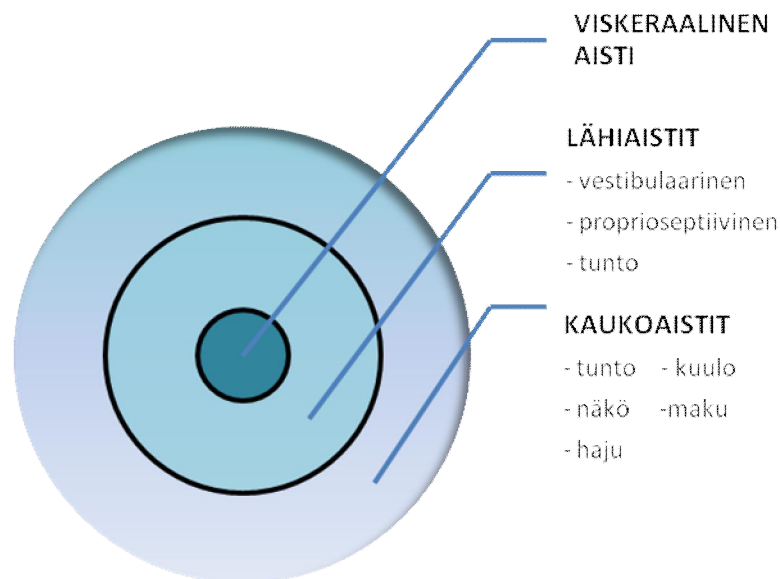 VISKERAALINEN
AISTI
LÄHIAISTIT
- vestibulaarinen
- proprioseptiivinen
- tunto
KAUKOAISTIT
- tunto - kuulo
- näkö -maku
- haju